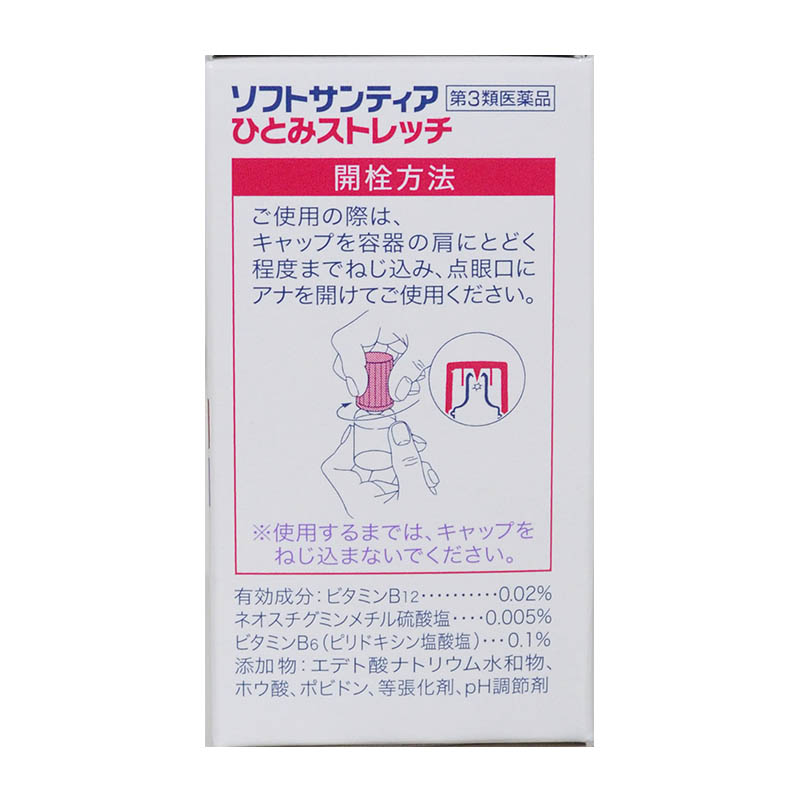 ソフトサンティア 第3類医薬品
ひとみストレッチ
開栓方法
ご使用の際は、
キャップを容器の肩にとどく
程度までねじ込み、点眼口に
アナを開けてご使用ください。
※使用するまでは、キャップを
ねじ込まないでください。
有効成分：ビタミンB12‥‥‥‥‥0.02%
ネオスチグミンメチル硫酸塩‥‥0.005%
ビタミンB6（ピリドキシン塩酸塩）…0.1%
添加物：エデト酸ナトリウム水和物、
ホウ酸、ポビドン、等張化剤、pH調節剤